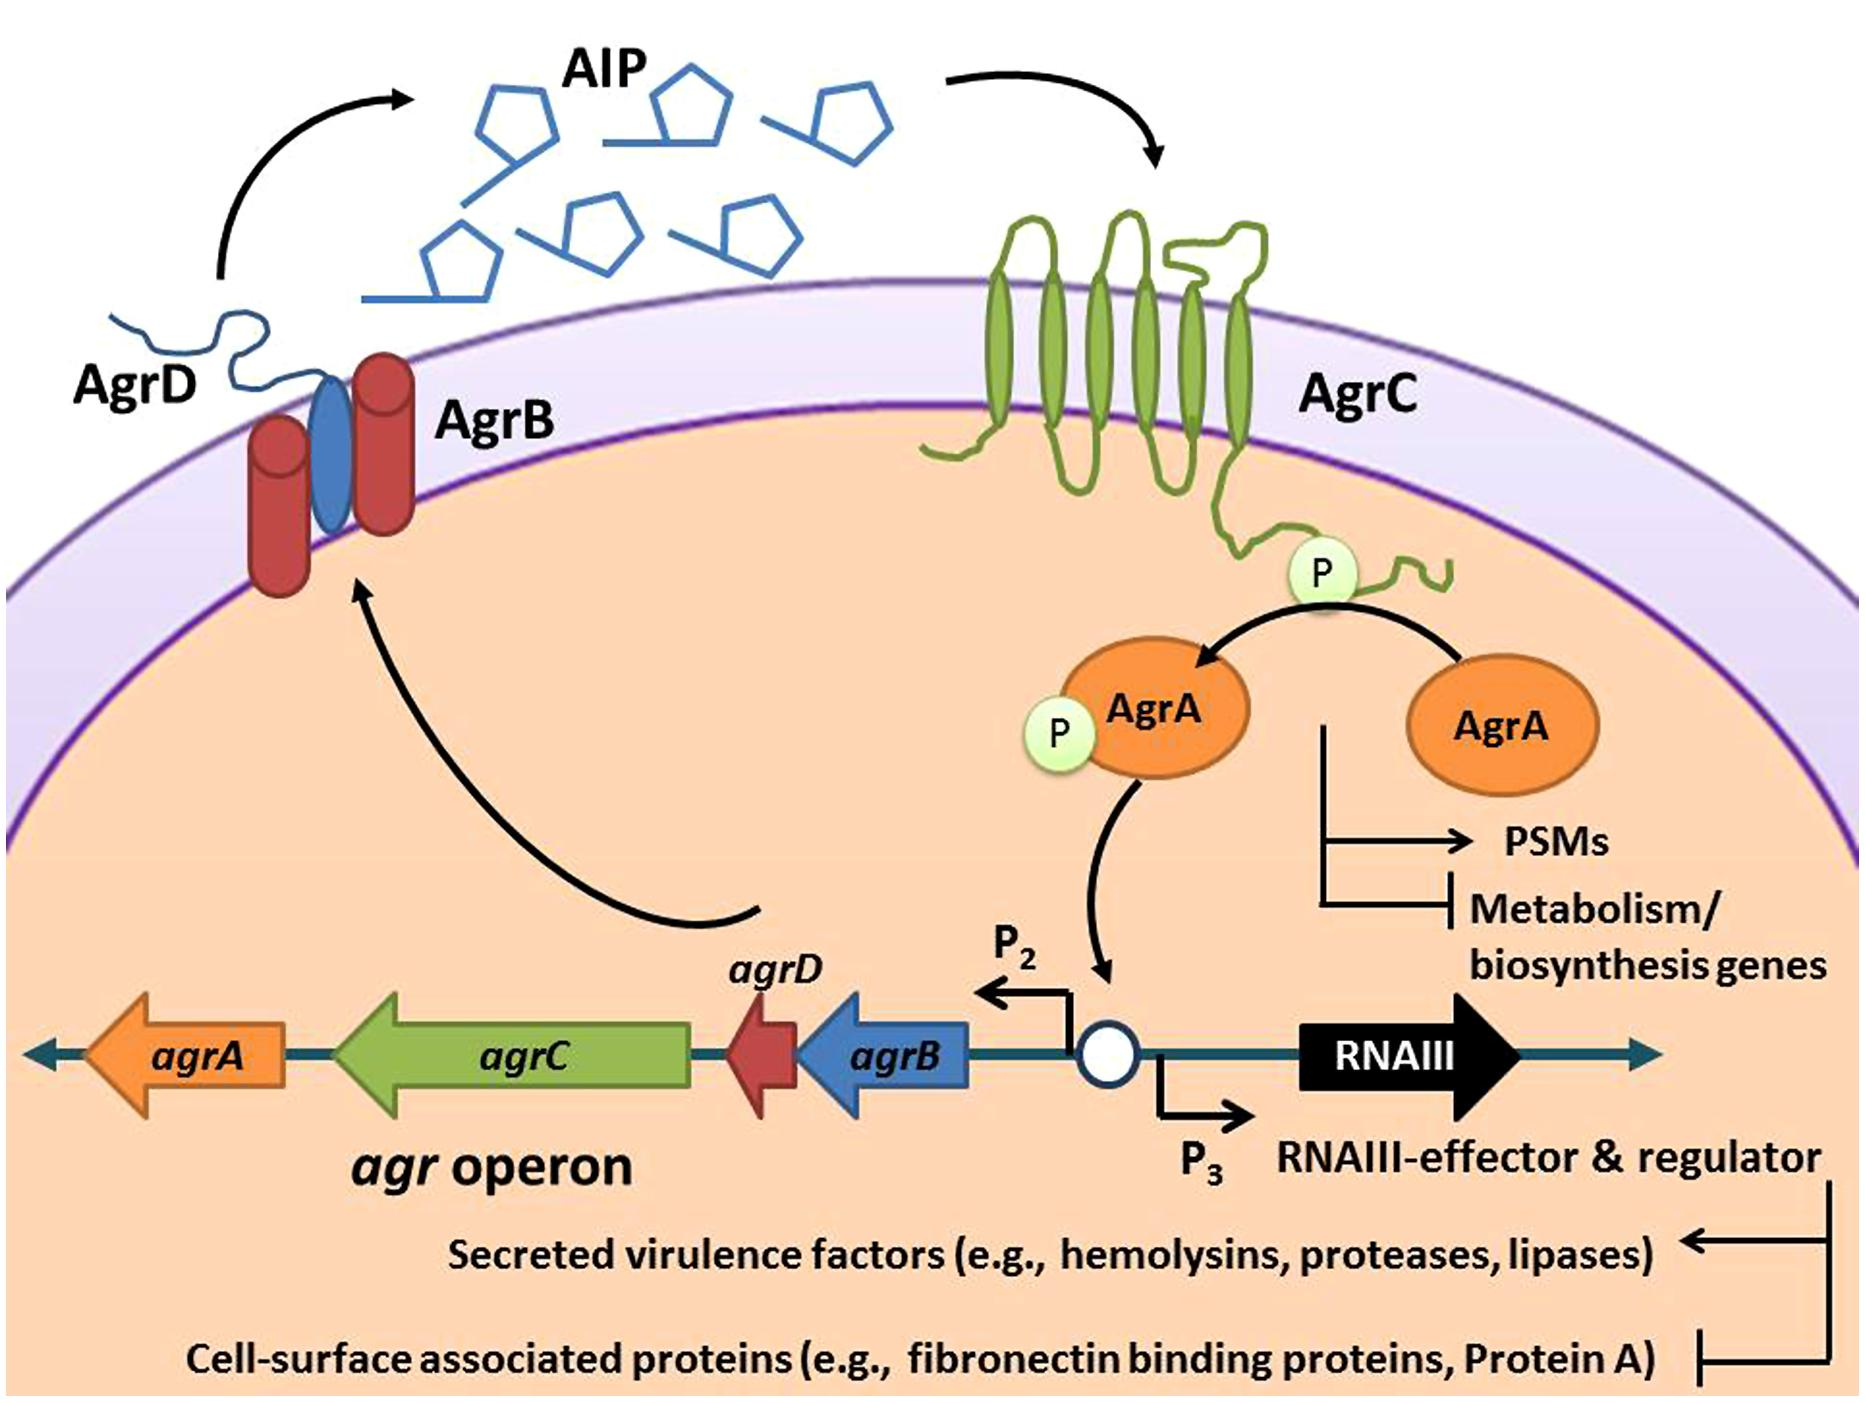 AIP
AgrD
AgrB
AgrC
P
AgrA
P
AgrA
PSMs
Metabolism/
biosynthesis genes
P2
agrD
agrA
agrC
agrB
RNAIII
agr operon
P3
RNAIII-effector & regulator
Secreted virulence factors (e.g., hemolysins, proteases, lipases)
Cell-surface associated proteins (e.g., fibronectin binding proteins, Protein A)